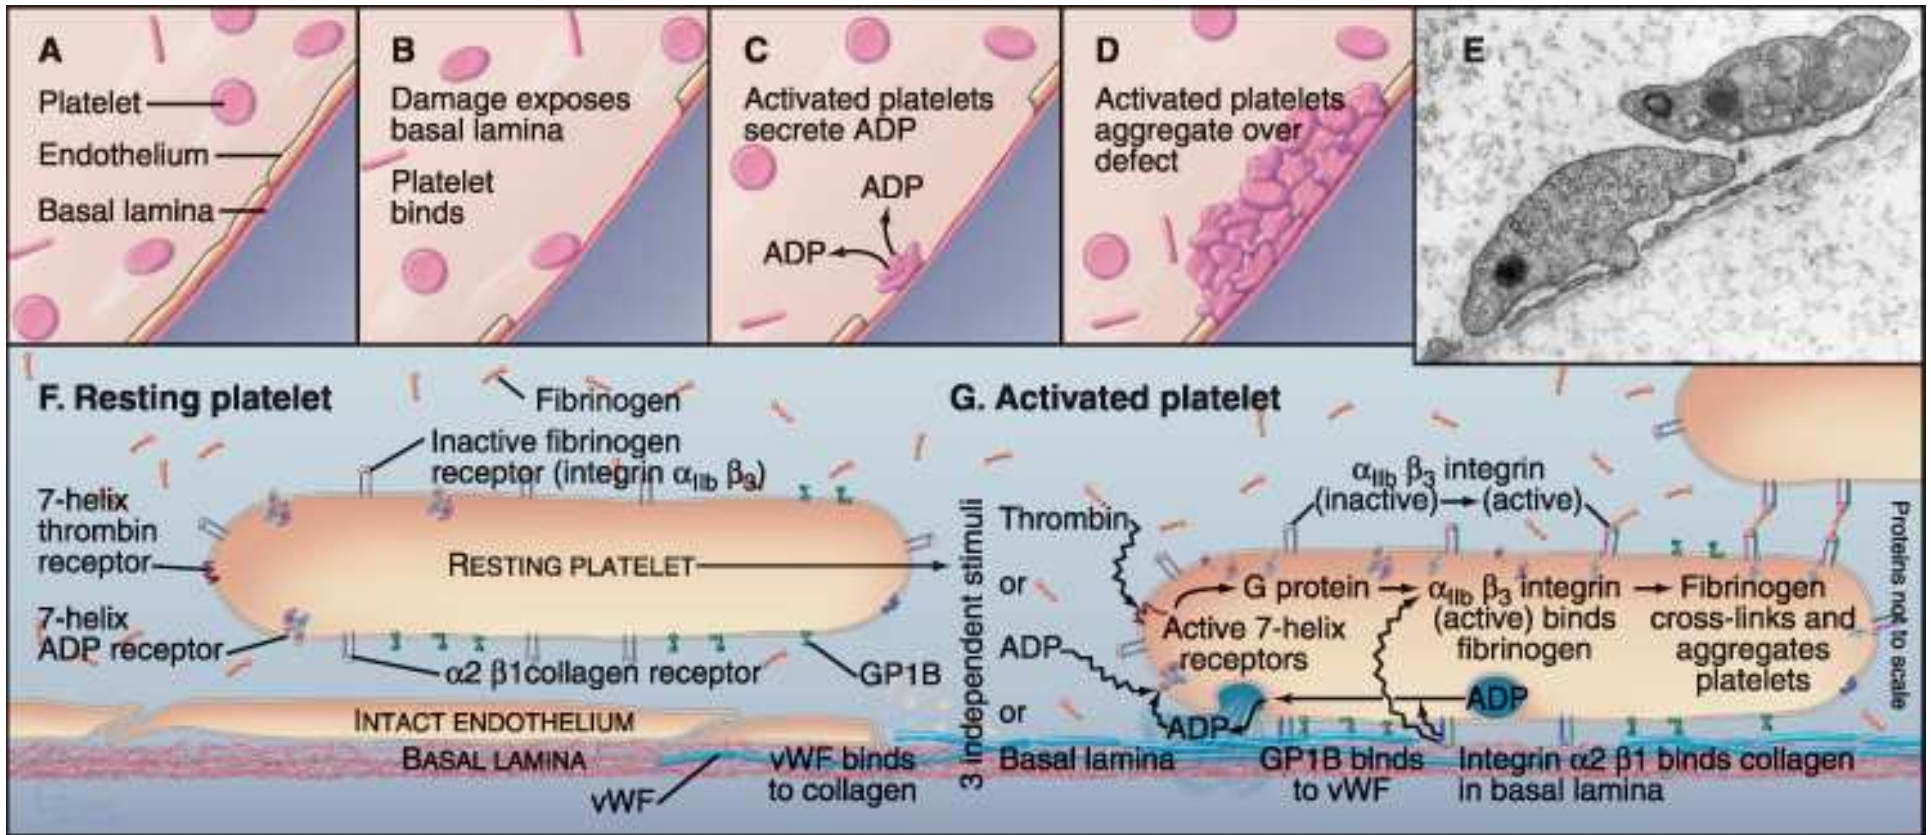 A
Platelet
Endothelium
Basal lamina
B
Damage exposes
basal lamina
Platelet
binds
C
Activated platelets
secrete ADP
ADP
ADP
D
Activated platelets
aggregate over
defect
E
F. Resting platelet
Fibrinogen
Inactive fibrinogen
receptor (integrin αIIb β3)
7-helix
thrombin
receptor
RESTING PLATELET
7-helix
ADP receptor
α2 β1collagen receptor
GP1B
INTACT ENDOTHELIUM
BASAL LAMINA
vWF
vWF binds
to collagen
3 independent stimuli
G. Activated platelet
αIIb β3 integrin
(inactive) (active)
Thrombin
or
ADP
or
G protein
Active 7-helix
receptors
αIIb β3 integrin
(active) binds
fibrinogen
Fibrinogen
cross-links and
aggregates
platelets
ADP
ADP
Basal lamina
GP1B binds
to vWF
Integrin α2 β1 binds collagen
in basal lamina
Proteins not to scale